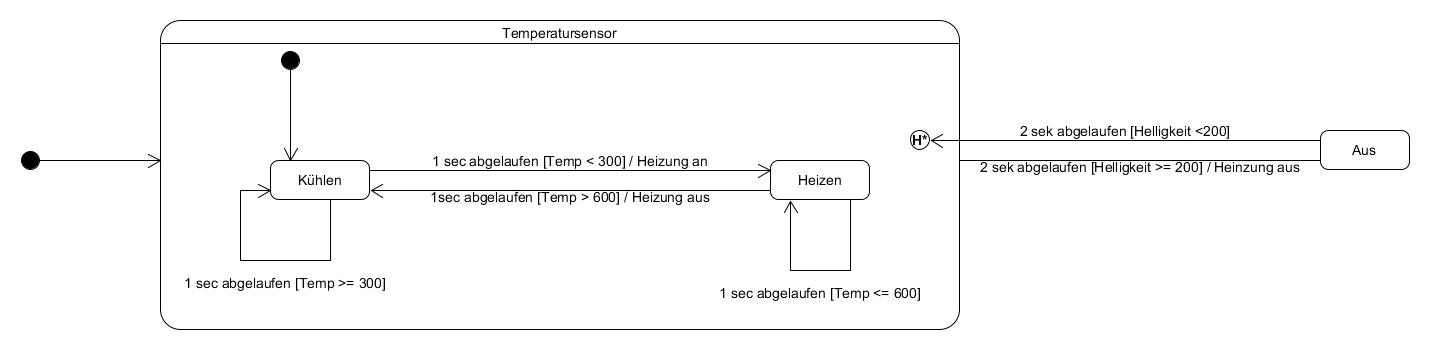 Temperatursensor
H*
2 sek abgelaufen [Helligkeit <200]
Aus
2 sek abgelaufen [Helligkeit >= 200] / Heinzung aus
1 sec abgelaufen [Temp < 300] / Heizung an
Kühlen
Heizen
1sec abgelaufen [Temp > 600] / Heizung aus
1 sec abgelaufen [Temp >= 300]
1 sec abgelaufen [Temp <= 600]